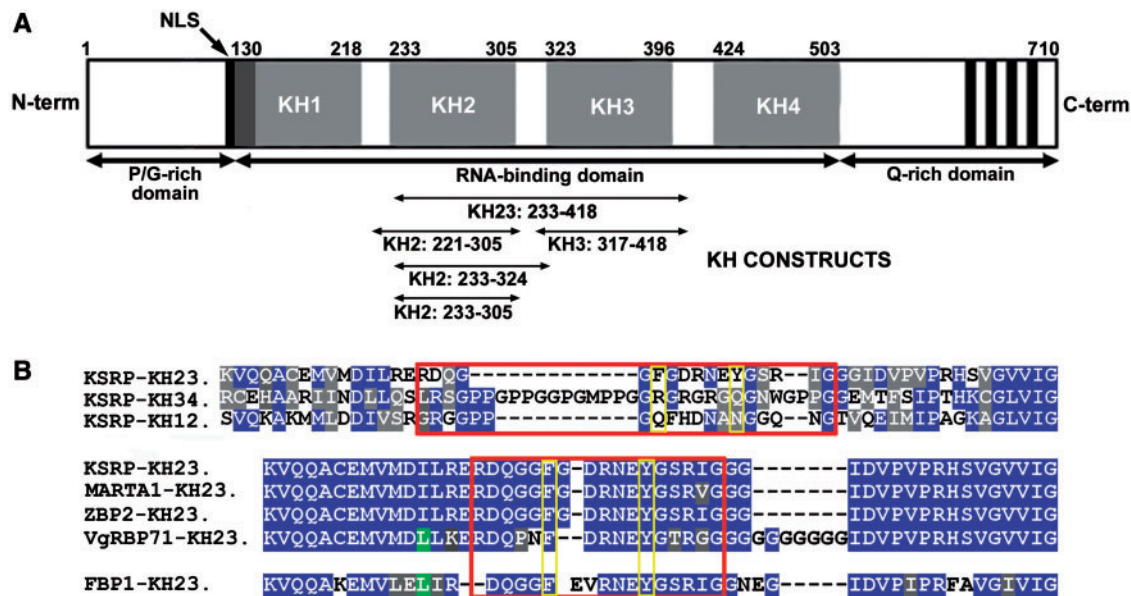 A
NLS
1 130 218 233 305 323 396 424 503 710
N-term KH1 KH2 KH3 KH4 C-term
P/G-rich domain
RNA-binding domain
Q-rich domain
KH23: 233-418
KH2: 221-305 KH3: 317-418
KH CONSTRUCTS
KH2: 233-324
KH2: 233-305
B
KSRP-KH23. KVQQACEMVMDILRERDQG-------------GFGDRNEYGSR--IGGGIDVPVPRHSVGVVIG
KSRP-KH34. RCEHAARIINDLLQSLRSGPPGPPGGPGMPPGGRGRGRGQGNWGPPGGEMTFSIPTHKCGLVIG
KSRP-KH12. SVQKAKMMLDDIVSRGRGGPP-----------GQFHDNANGGQ--NGTVQEIMIPAGKAGLVIG
KSRP-KH23. KVQQACEMVMDILRERDQGGFG-DRNEYGSRIGGG-------IDVPVPRHSVGVVIG
MARTA1-KH23. KVQQACEMVMDILRERDQGGFG-DRNEYGSRVGGG-------IDVPVPRHSVGVVIG
ZBP2-KH23. KVQQACEMVMDILRERDQGGFG-DRNEYGSRIGGG-------IDVPVPRHSVGVVIG
VgRBP71-KH23. KVQQACEMVMDLLKERDQPNF--DRNEYGTRGGGGGGGGGGIDVPVPRHSVGVVIG
FBP1-KH23. KVQQAKEMVLELIR--DQGGF EVRNEYGSRIGGNEG-----IDVPIPRFAVGIVIG